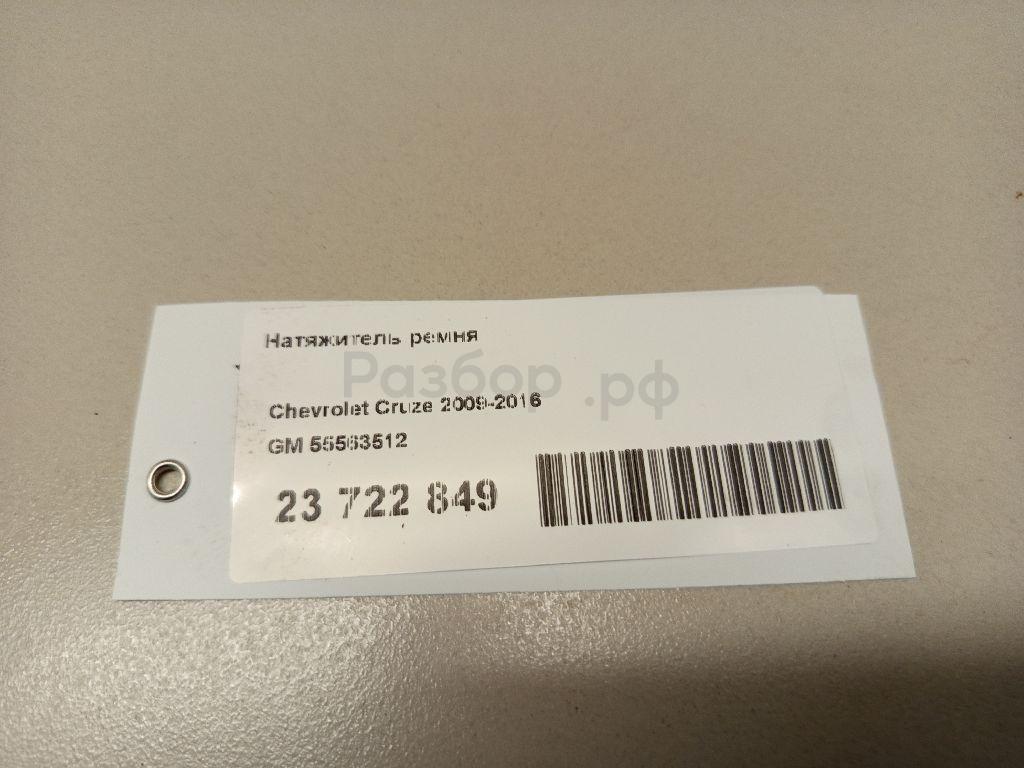 Натяжитель ремня
Разбор.рф
Chevrolet Cruze 2009-2016
GM 55563512
23 722 849